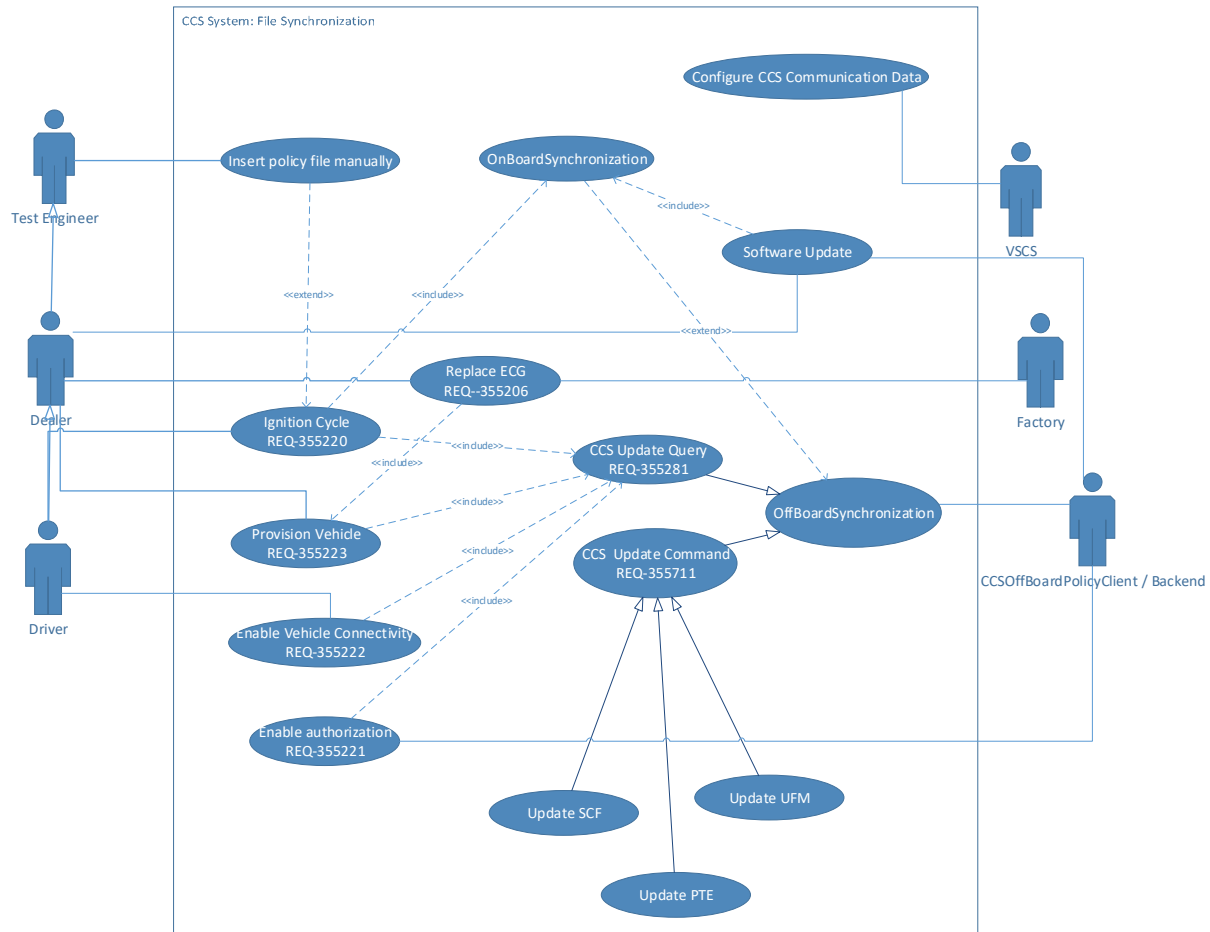 CCS System: File Synchronization
Configure CCS Communication Data
Insert policy file manually
OnBoardSynchronization
Test Engineer
<<include>>
VSCS
Software Update
<<extend>>
<<include>>
<<extend>>
Replace ECG
REQ--355206
Dealer
Ignition Cycle
REQ-355220
Factory
<<include>>
CCS Update Query
REQ-355281
<<include>>
<<include>>
OffBoardSynchronization
Provision Vehicle
REQ-355223
<<include>>
CCS  Update Command
REQ-355711
CCSOffBoardPolicyClient / Backend
<<include>>
Driver
Enable Vehicle Connectivity
REQ-355222
Enable authorization
REQ-355221
Update UFM
Update SCF
Update PTE